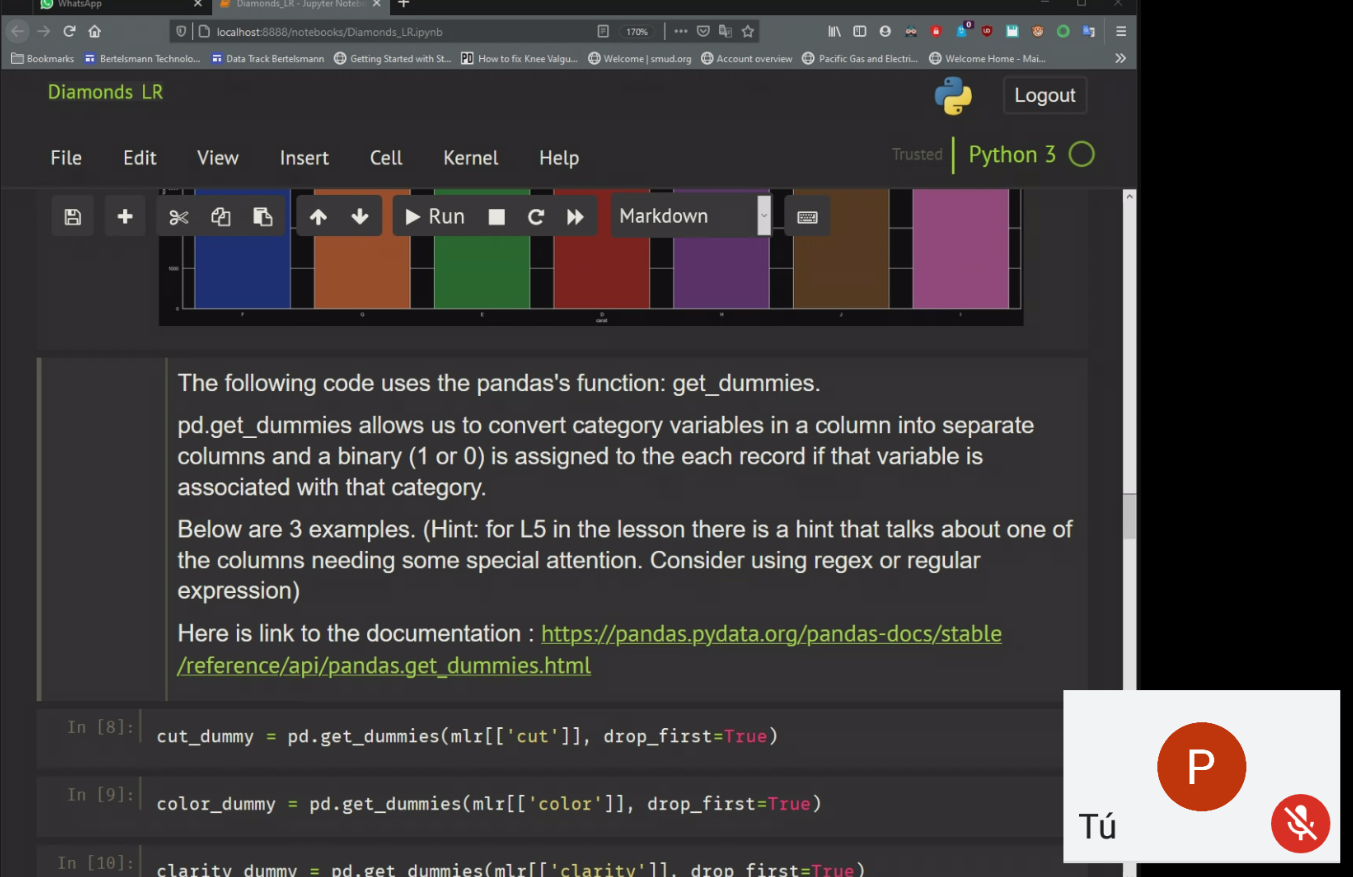 WhatsApp
Diamonds_LR - Jupyter Noteb
localhost:8888/notebooks/Diamonds_LR.ipynb
170%
0
Bookmarks
Bertelsmann Technolo...
Data Track Bertelsmann
Getting Started with St...
PD
How to fix Knee Valgu...
Welcome | smud.org
Account overview
Pacific Gas and Electri...
Welcome Home - Mai...
Diamonds LR
Logout
File Edit View Insert Cell Kernel Help
Trusted
Python 3
Run
Markdown
1000
0
F G E D H J I
carat
The following code uses the pandas's function: get_dummies.
pd.get_dummies allows us to convert category variables in a column into separate
columns and a binary (1 or 0) is assigned to the each record if that variable is
associated with that category.
Below are 3 examples. (Hint: for L5 in the lesson there is a hint that talks about one of
the columns needing some special attention. Consider using regex or regular
expression)
Here is link to the documentation : https://pandas.pydata.org/pandas-docs/stable
/reference/api/pandas.get_dummies.html
In [8]: cut_dummy = pd.get_dummies(mlr[['cut']], drop_first=True)
In [9]: color_dummy = pd.get_dummies(mlr[['color']], drop_first=True)
In [10]: clarity_dummy = pd.get_dummies(mlr[['clarity']], drop_first=True)
P
Tú